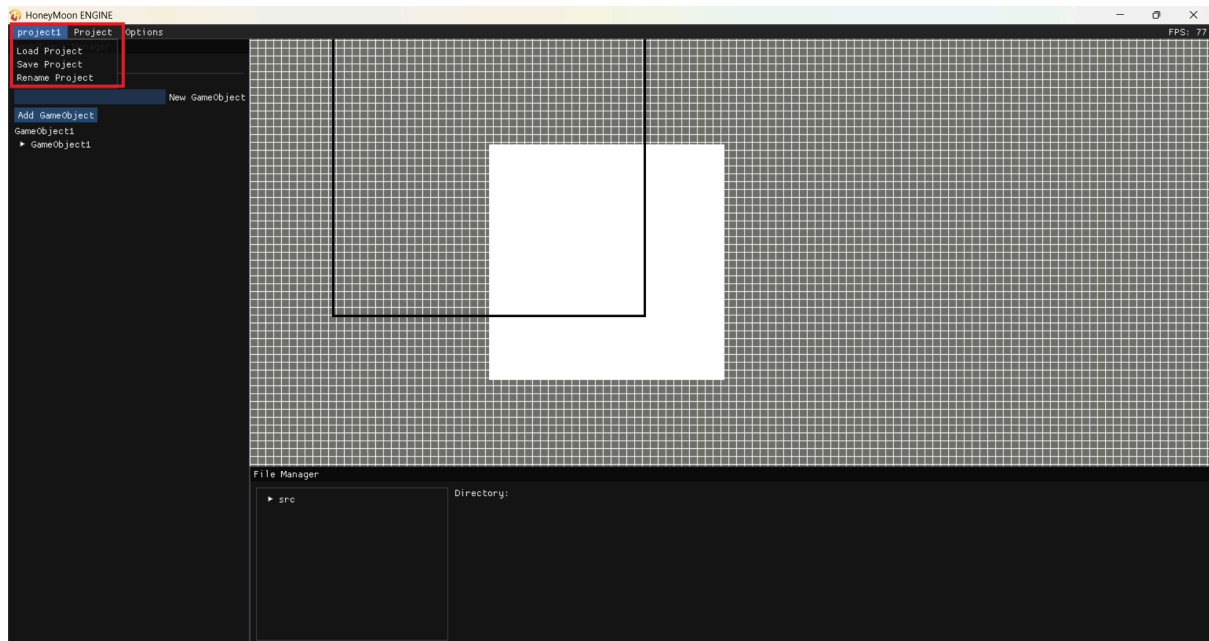 HoneyMoon ENGINE
project1 Project Options FPS: 77
Load Project
Save Project
Rename Project
New GameObject
Add GameObject
GameObject1
GameObject1
File Manager
src
Directory: